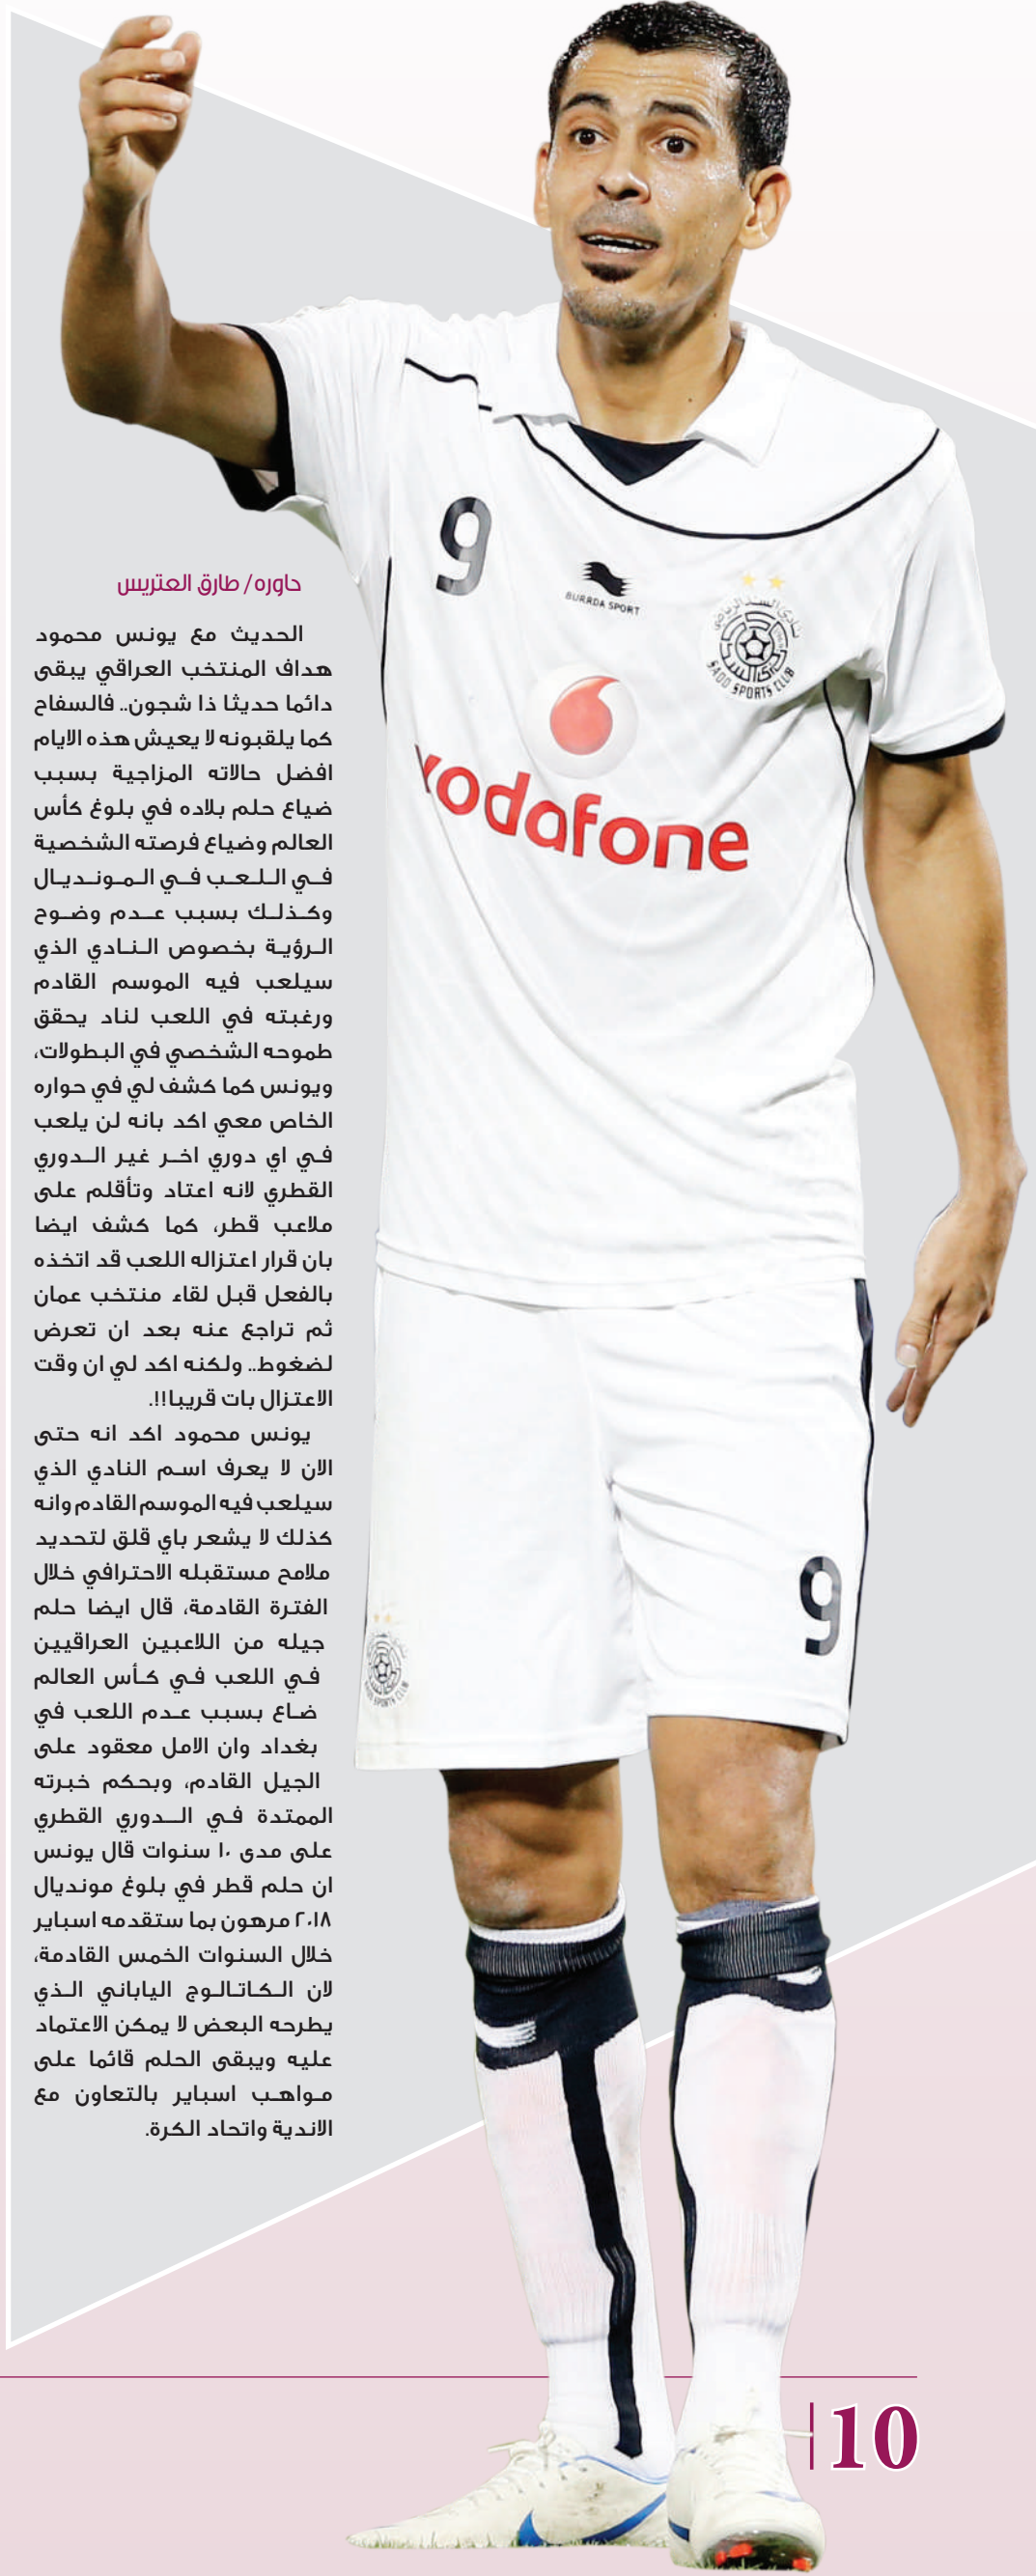 حاوره/ طارق العتريس
الحديث مع يونس محمود
هداف المنتخب العراقي يبقى
دائما حديثا ذا شجون.. فالسفاح
كما يلقبونه لا يعيش هذه الايام
افضل حالاته المزاجية بسبب
ضياع حلم بلاده في بلوغ كأس
العالم وضياع فرصته الشخصية
في اللعب في المونديال
وكذلك بسبب عدم وضوح
الرؤية بخصوص النادي الذي
سيلعب فيه الموسم القادم
ورغبته في اللعب لناد يحقق
طموحه الشخصي في البطولات،
ويونس كما كشف لي في حواره
الخاص معي اكد بانه لن يلعب
في اي دوري اخر غير الدوري
القطري لانه اعتاد وتأقلم على
ملاعب قطر، كما كشف ايضا
بان قرار اعتزاله اللعب قد اتخذه
بالفعل قبل لقاء منتخب عمان
ثم تراجع عنه بعد ان تعرض
لضغوط.. ولكنه اكد لي ان وقت
الاعتزال بات قريبا!!.
يونس محمود اكد انه حتى
الان لا يعرف اسم النادي الذي
سيلعب فيه الموسم القادم وانه
كذلك لا يشعر باي قلق لتحديد
ملامح مستقبله الاحترافي خلال
الفترة القادمة، قال ايضا حلم
جيله من اللاعبين العراقيين
في اللعب في كأس العالم
ضاع بسبب عدم اللعب في
بغداد وان الامل معقود على
الجيل القادم، وبحكم خبرته
الممتدة في الدوري القطري
على مدى ١٠ سنوات قال يونس
ان حلم قطر في بلوغ مونديال
٢٠١٨ مرهون بما ستقدمه اسباير
خلال السنوات الخمس القادمة،
لان الكاتالوج الياباني الذي
يطرحه البعض لا يمكن الاعتماد
عليه ويبقى الحلم قائما على
مواهب اسباير بالتعاون مع
الاندية واتحاد الكرة.
9
BURRDA SPORT
SADD SPORTS CLUB
vodafone
9
10